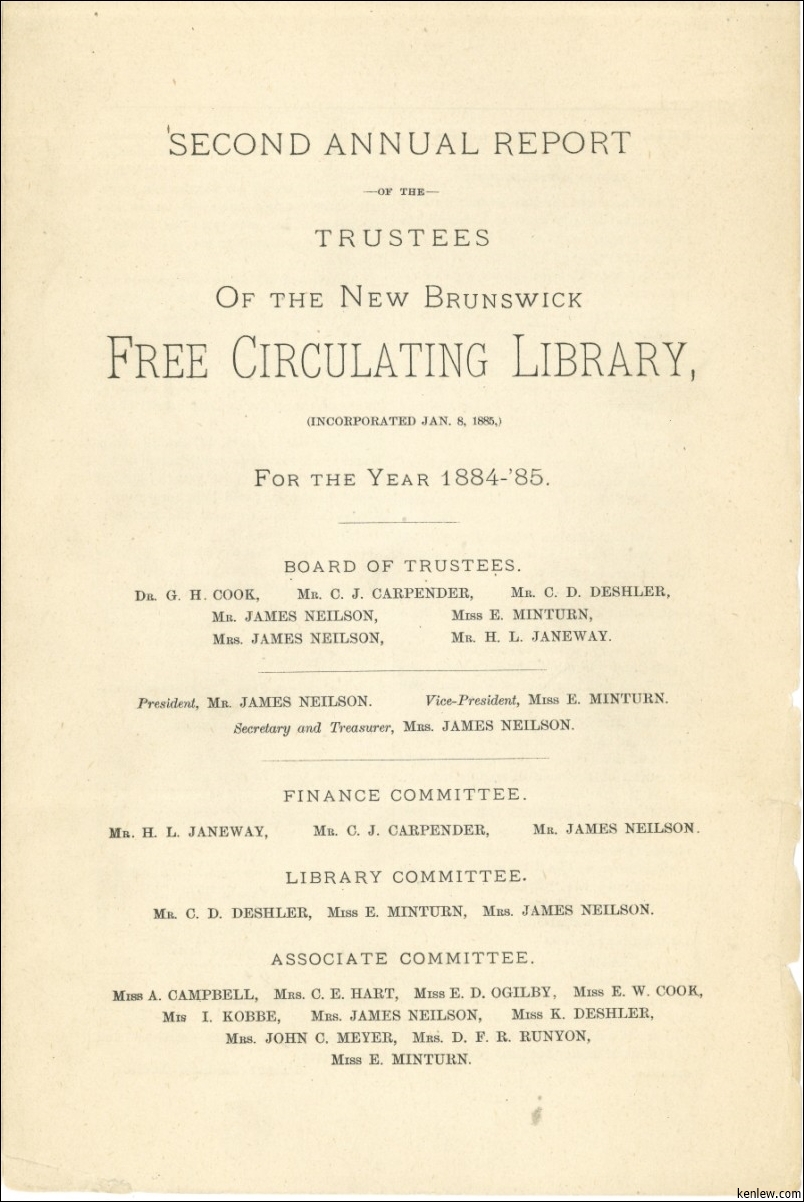 SECOND ANNUAL REPORT
—OF THE—
TRUSTEES
OF THE NEW BRUNSWICK
FREE CIRCULATING LIBRARY,
(INCORPORATED JAN. 8, 1885,)
FOR THE YEAR 1884-'85.
BOARD OF TRUSTEES.
DR. G. H. COOK, MR. C. J. CARPENDER, MR. C. D. DESHLER,
MR. JAMES NEILSON, MISS E. MINTURN,
MRS. JAMES NEILSON, MR. H. L. JANEWAY.
President, MR. JAMES NEILSON. Vice-President, MISS E. MINTURN.
Secretary and Treasurer, MRS. JAMES NEILSON.
FINANCE COMMITTEE.
MR. H. L. JANEWAY, MR. C. J. CARPENDER, MR. JAMES NEILSON.
LIBRARY COMMITTEE.
MR. C. D. DESHLER, MISS E. MINTURN, MRS. JAMES NEILSON.
ASSOCIATE COMMITTEE.
MISS A. CAMPBELL, MRS. C. E. HART, MISS E. D. OGILBY, MISS E. W. COOK,
MIS I. KOBBE, MRS. JAMES NEILSON, MISS K. DESHLER,
MRS. JOHN C. MEYER, MRS. D. F. R. RUNYON,
MISS E. MINTURN.
kenlew.com